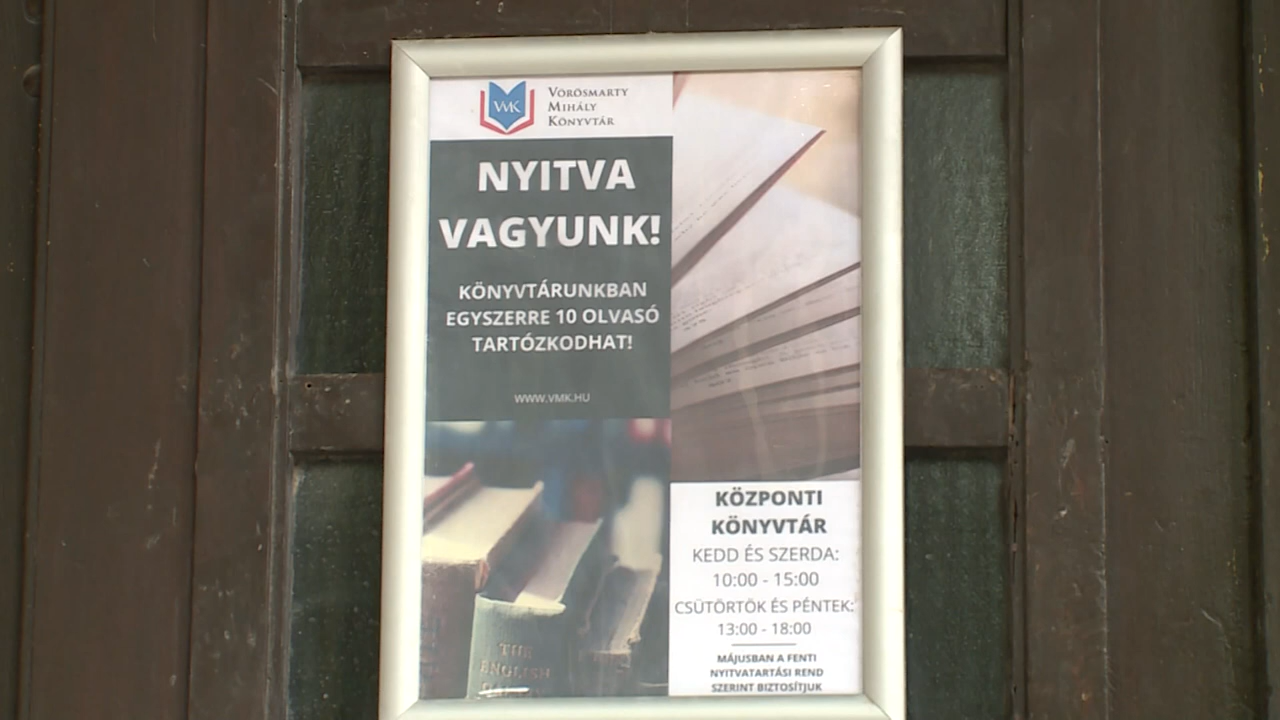 VMK
VÖRÖSMARTY
MIHÁLY
KÖNYVTÁR
NYITVA
VAGYUNK!
KÖNYVTÁRUNKBAN
EGYSZERRE 10 OLVASÓ
TARTÓZKODHAT!
WWW.VMK.HU
THE
ENGLISH
KÖZPONTI
KÖNYVTÁR
KEDD ÉS SZERDA:
10:00 - 15:00
CSÜTÖRTÖK ÉS PÉNTEK:
13:00 - 18:00
MÁJUSBAN A FENTI
NYITVATARTÁSI REND
SZERINT BIZTOSÍTJUK